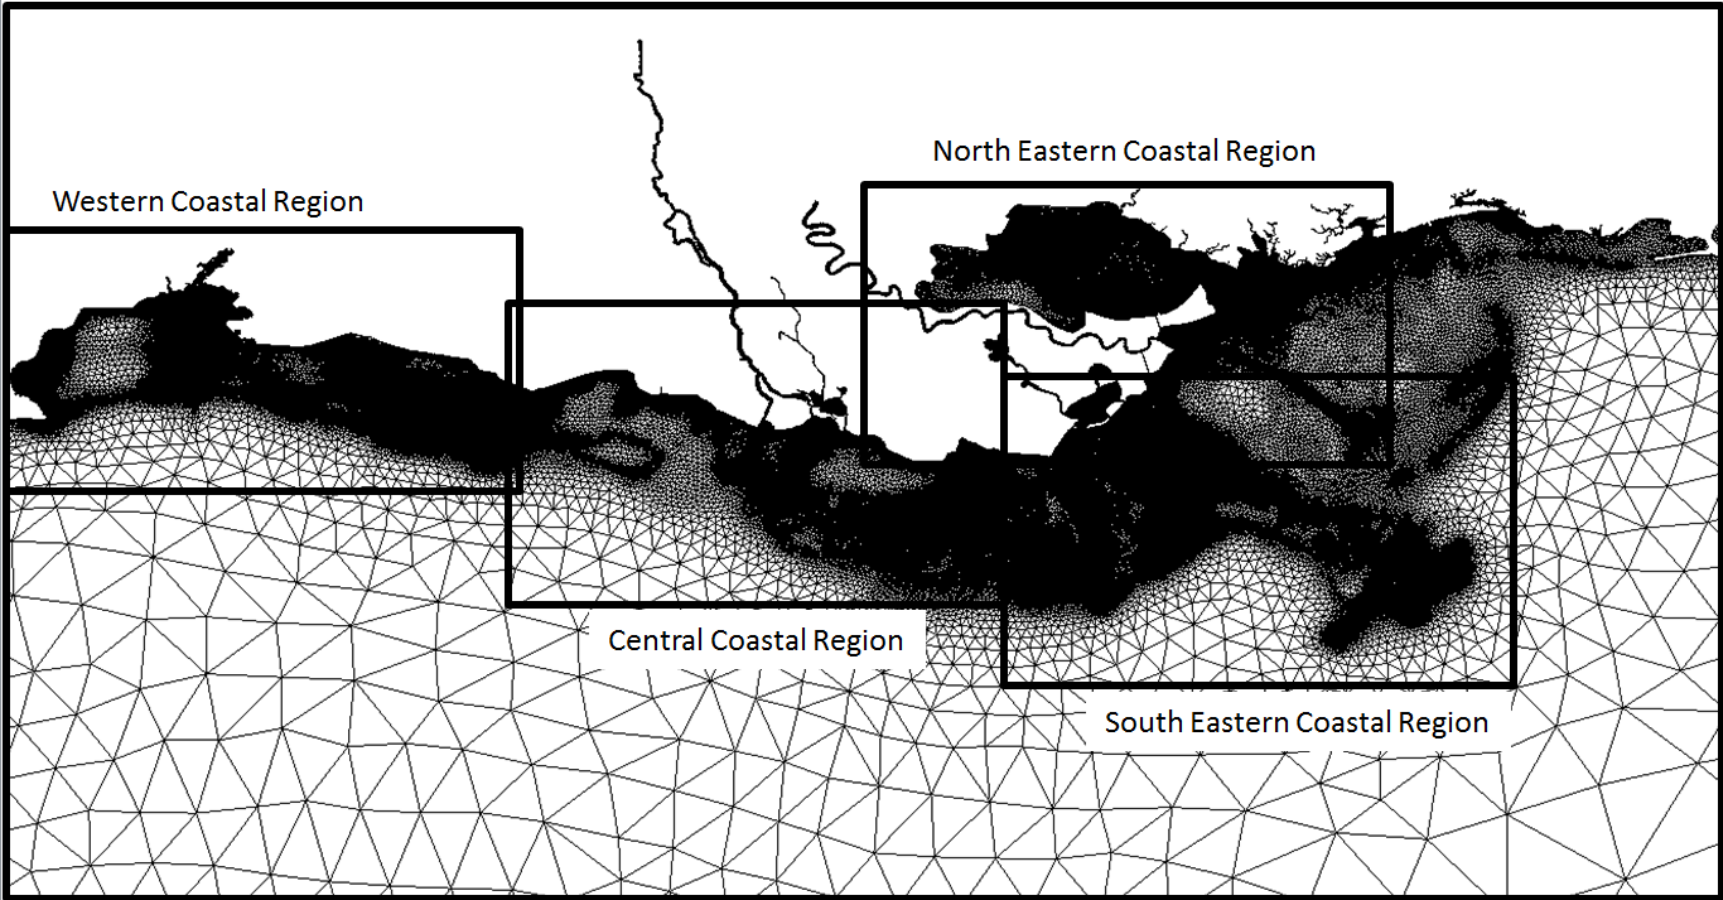 North Eastern Coastal Region
Western Coastal Region
Central Coastal Region
South Eastern Coastal Region